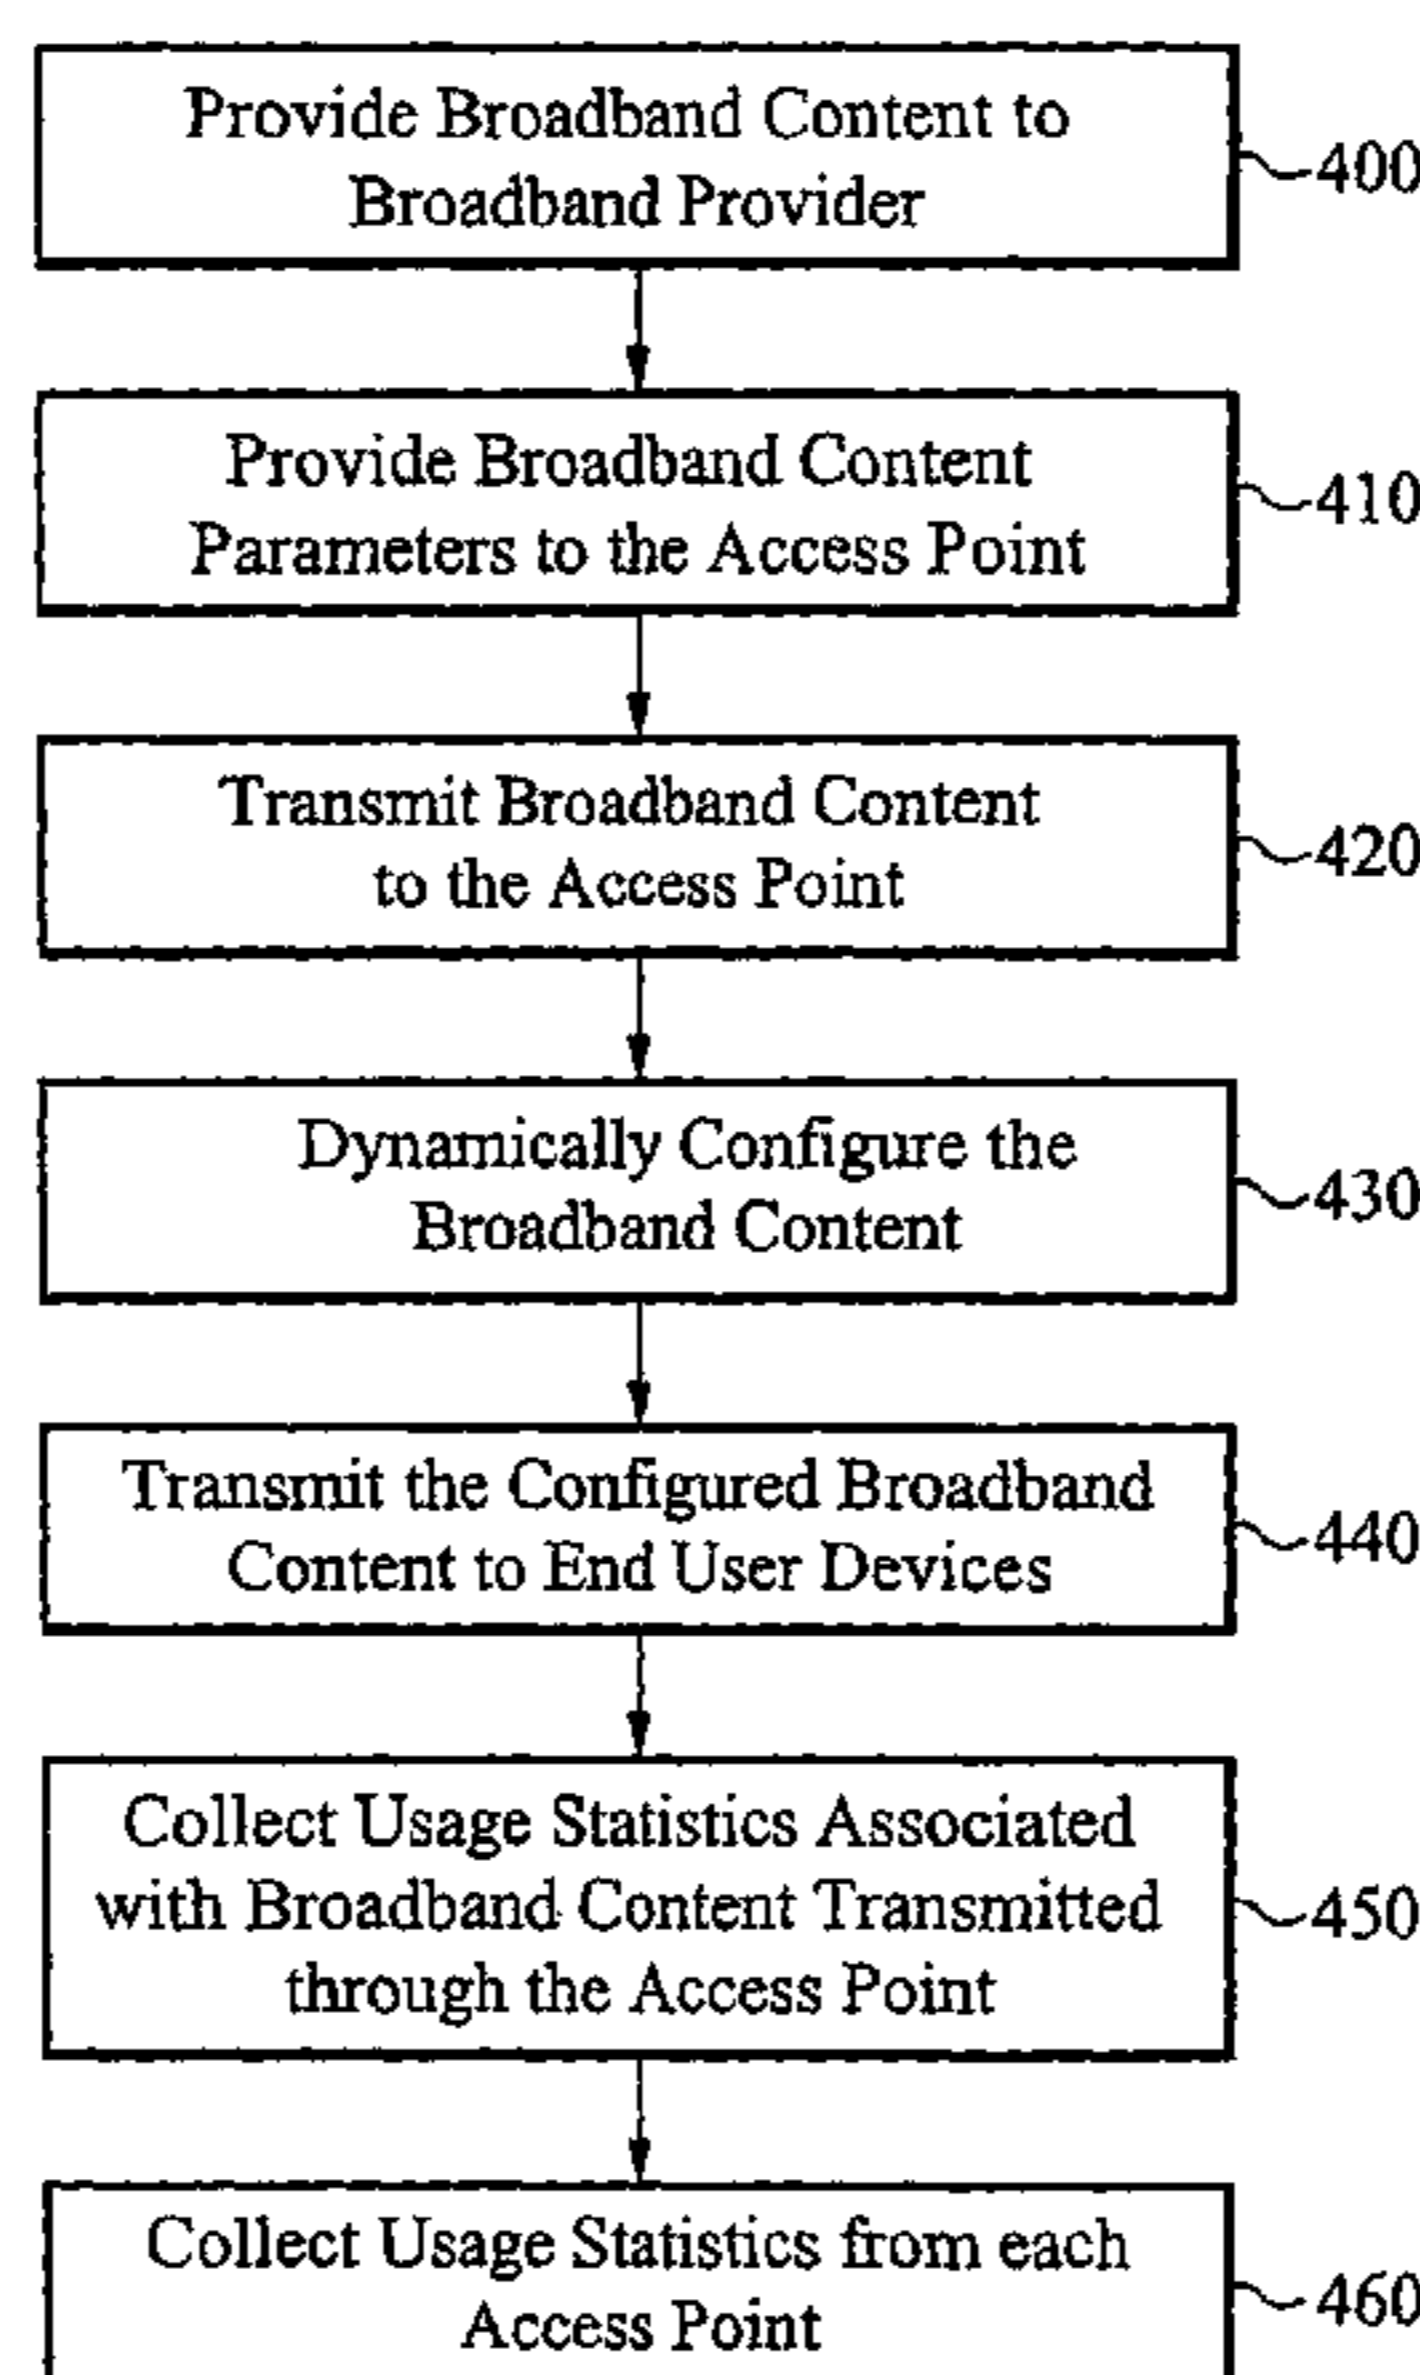 Provide Broadband Content to
Broadband Provider
400
Provide Broadband Content
Parameters to the Access Point
410
Transmit Broadband Content
to the Access Point
420
Dynamically Configure the
Broadband Content
430
Transmit the Configured Broadband
Content to End User Devices
440
Collect Usage Statistics Associated
with Broadband Content Transmitted
through the Access Point
450
Collect Usage Statistics from each
Access Point
460